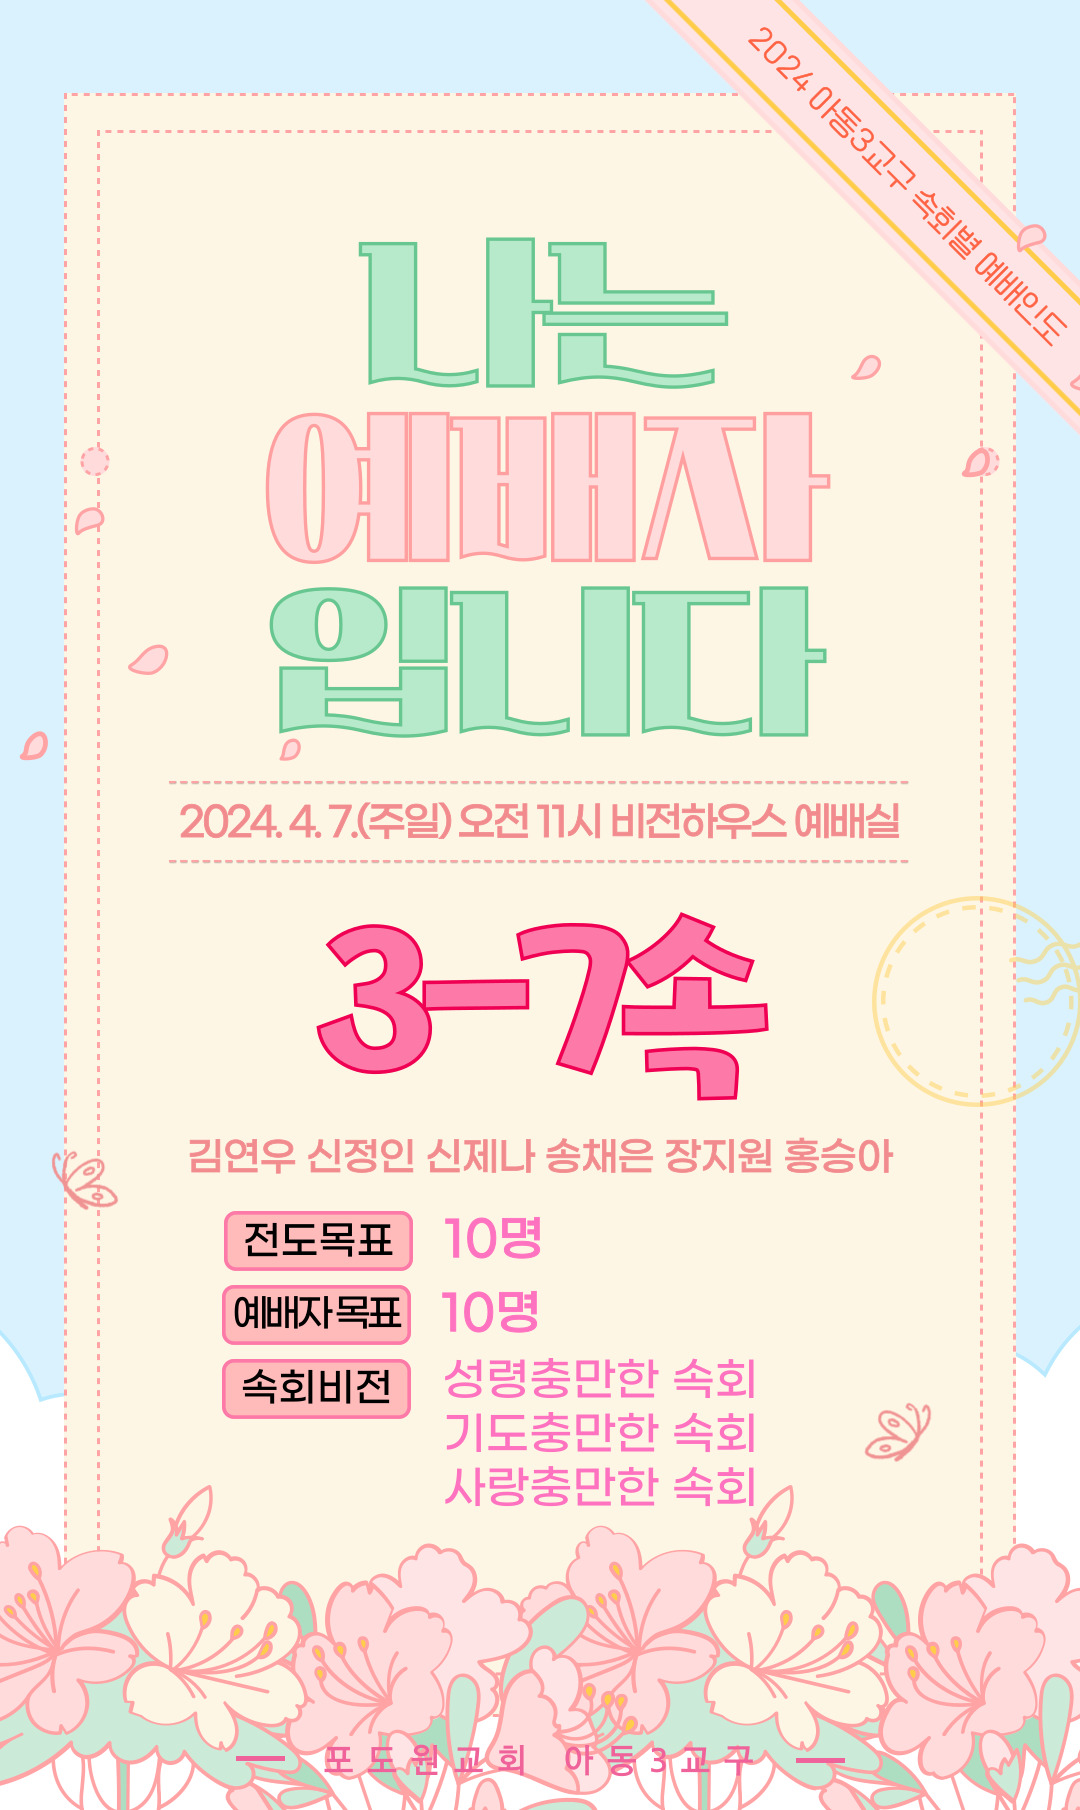 2024 아동3교구 속회별 예배인도
나는
예배자
입니다
2024. 4. 7.(주일) 오전 11시 비전하우스 예배실
3-7속
김연우 신정인 신제나 송채은 장지원 홍승아
전도목표 10명
예배자목표 10명
속회비전 성령충만한 속회
기도충만한 속회
사랑충만한 속회
포도원교회 아동3교구